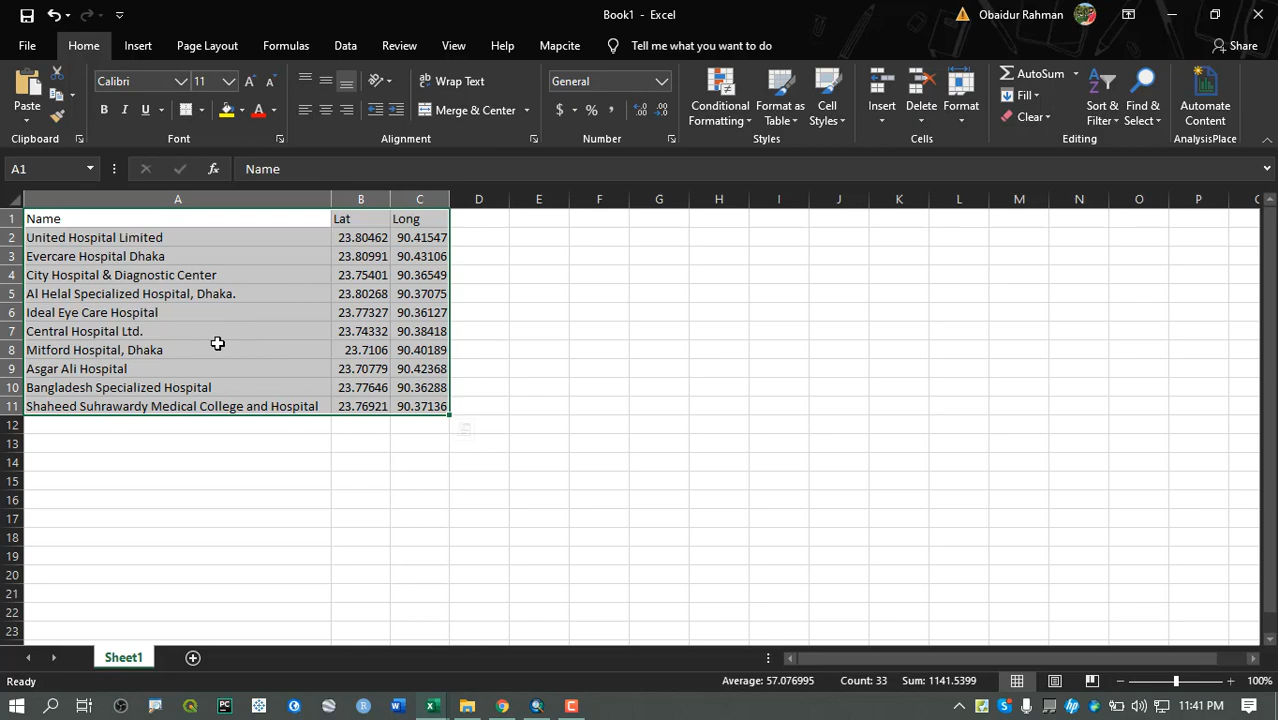 Book1 - Excel
Obaidur Rahman
File Home Insert Page Layout Formulas Data Review View Help Mapcite Tell me what you want to do Share
Paste
Clipboard
Calibri 11
B I U
Font
Wrap Text
Merge & Center
Alignment
General
$ % ,
Number
Conditional Formatting
Format as Table
Cell Styles
Styles
Insert Delete Format
Cells
AutoSum
Fill
Clear
Sort & Filter
Find & Select
Editing
Automate Content
AnalysisPlace
A1 fx Name
A B C D E F G H I J K L M N O P
1 Name Lat Long
2 United Hospital Limited 23.80462 90.41547
3 Evercare Hospital Dhaka 23.80991 90.43106
4 City Hospital & Diagnostic Center 23.75401 90.36549
5 Al Helal Specialized Hospital, Dhaka. 23.80268 90.37075
6 Ideal Eye Care Hospital 23.77327 90.36127
7 Central Hospital Ltd. 23.74332 90.38418
8 Mitford Hospital, Dhaka 23.7106 90.40189
9 Asgar Ali Hospital 23.70779 90.42368
10 Bangladesh Specialized Hospital 23.77646 90.36288
11 Shaheed Suhrawardy Medical College and Hospital 23.76921 90.37136
12
13
14
15
16
17
18
19
20
21
22
23
Sheet1
Ready Average: 57.076995 Count: 33 Sum: 1141.5399 100%
11:41 PM